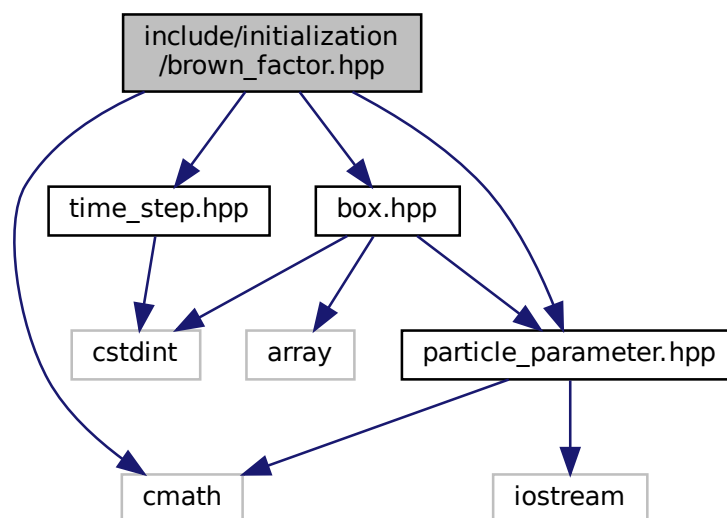 include/initialization
/brown_factor.hpp
time_step.hpp
box.hpp
cstdint
array
particle_parameter.hpp
cmath
iostream